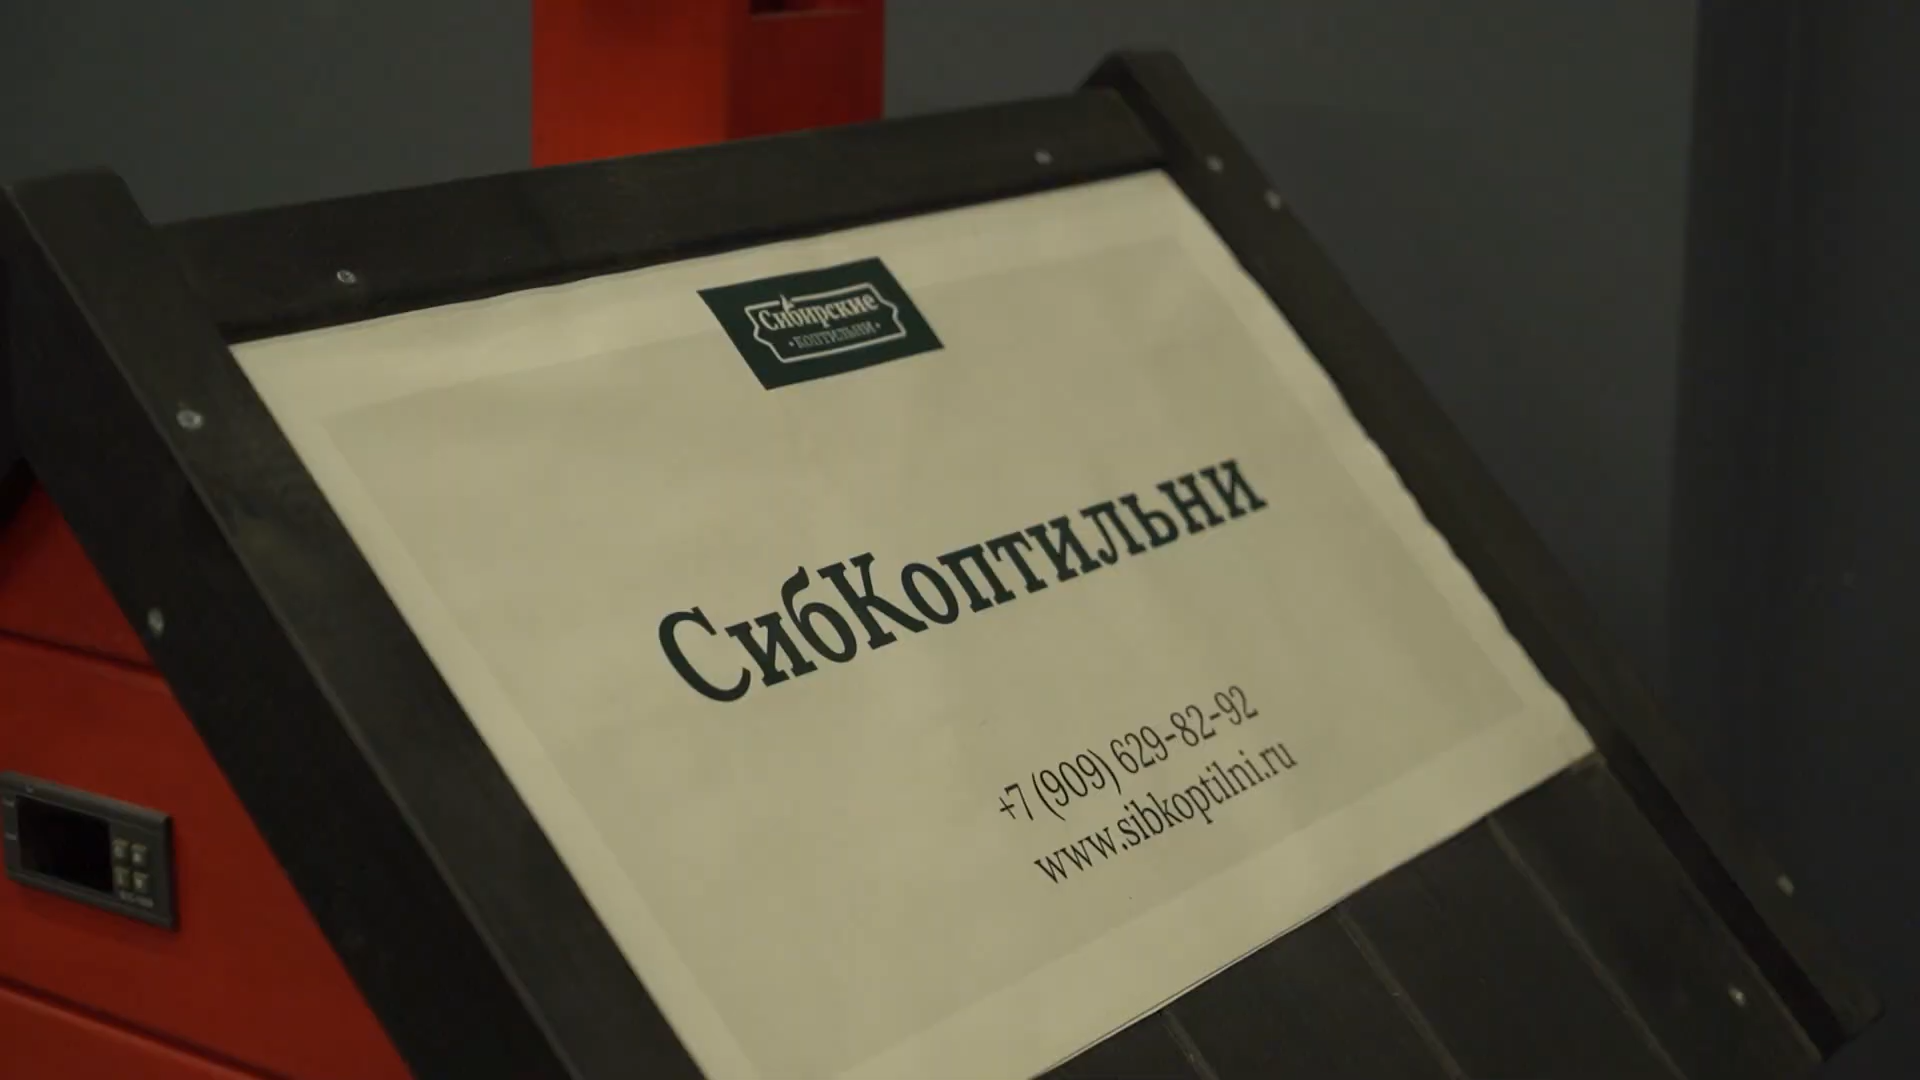 Сибирские
•КОПТИЛЬНИ•
СибКоптильни
+7 (909) 629-82-92
www.sibkoptilni.ru